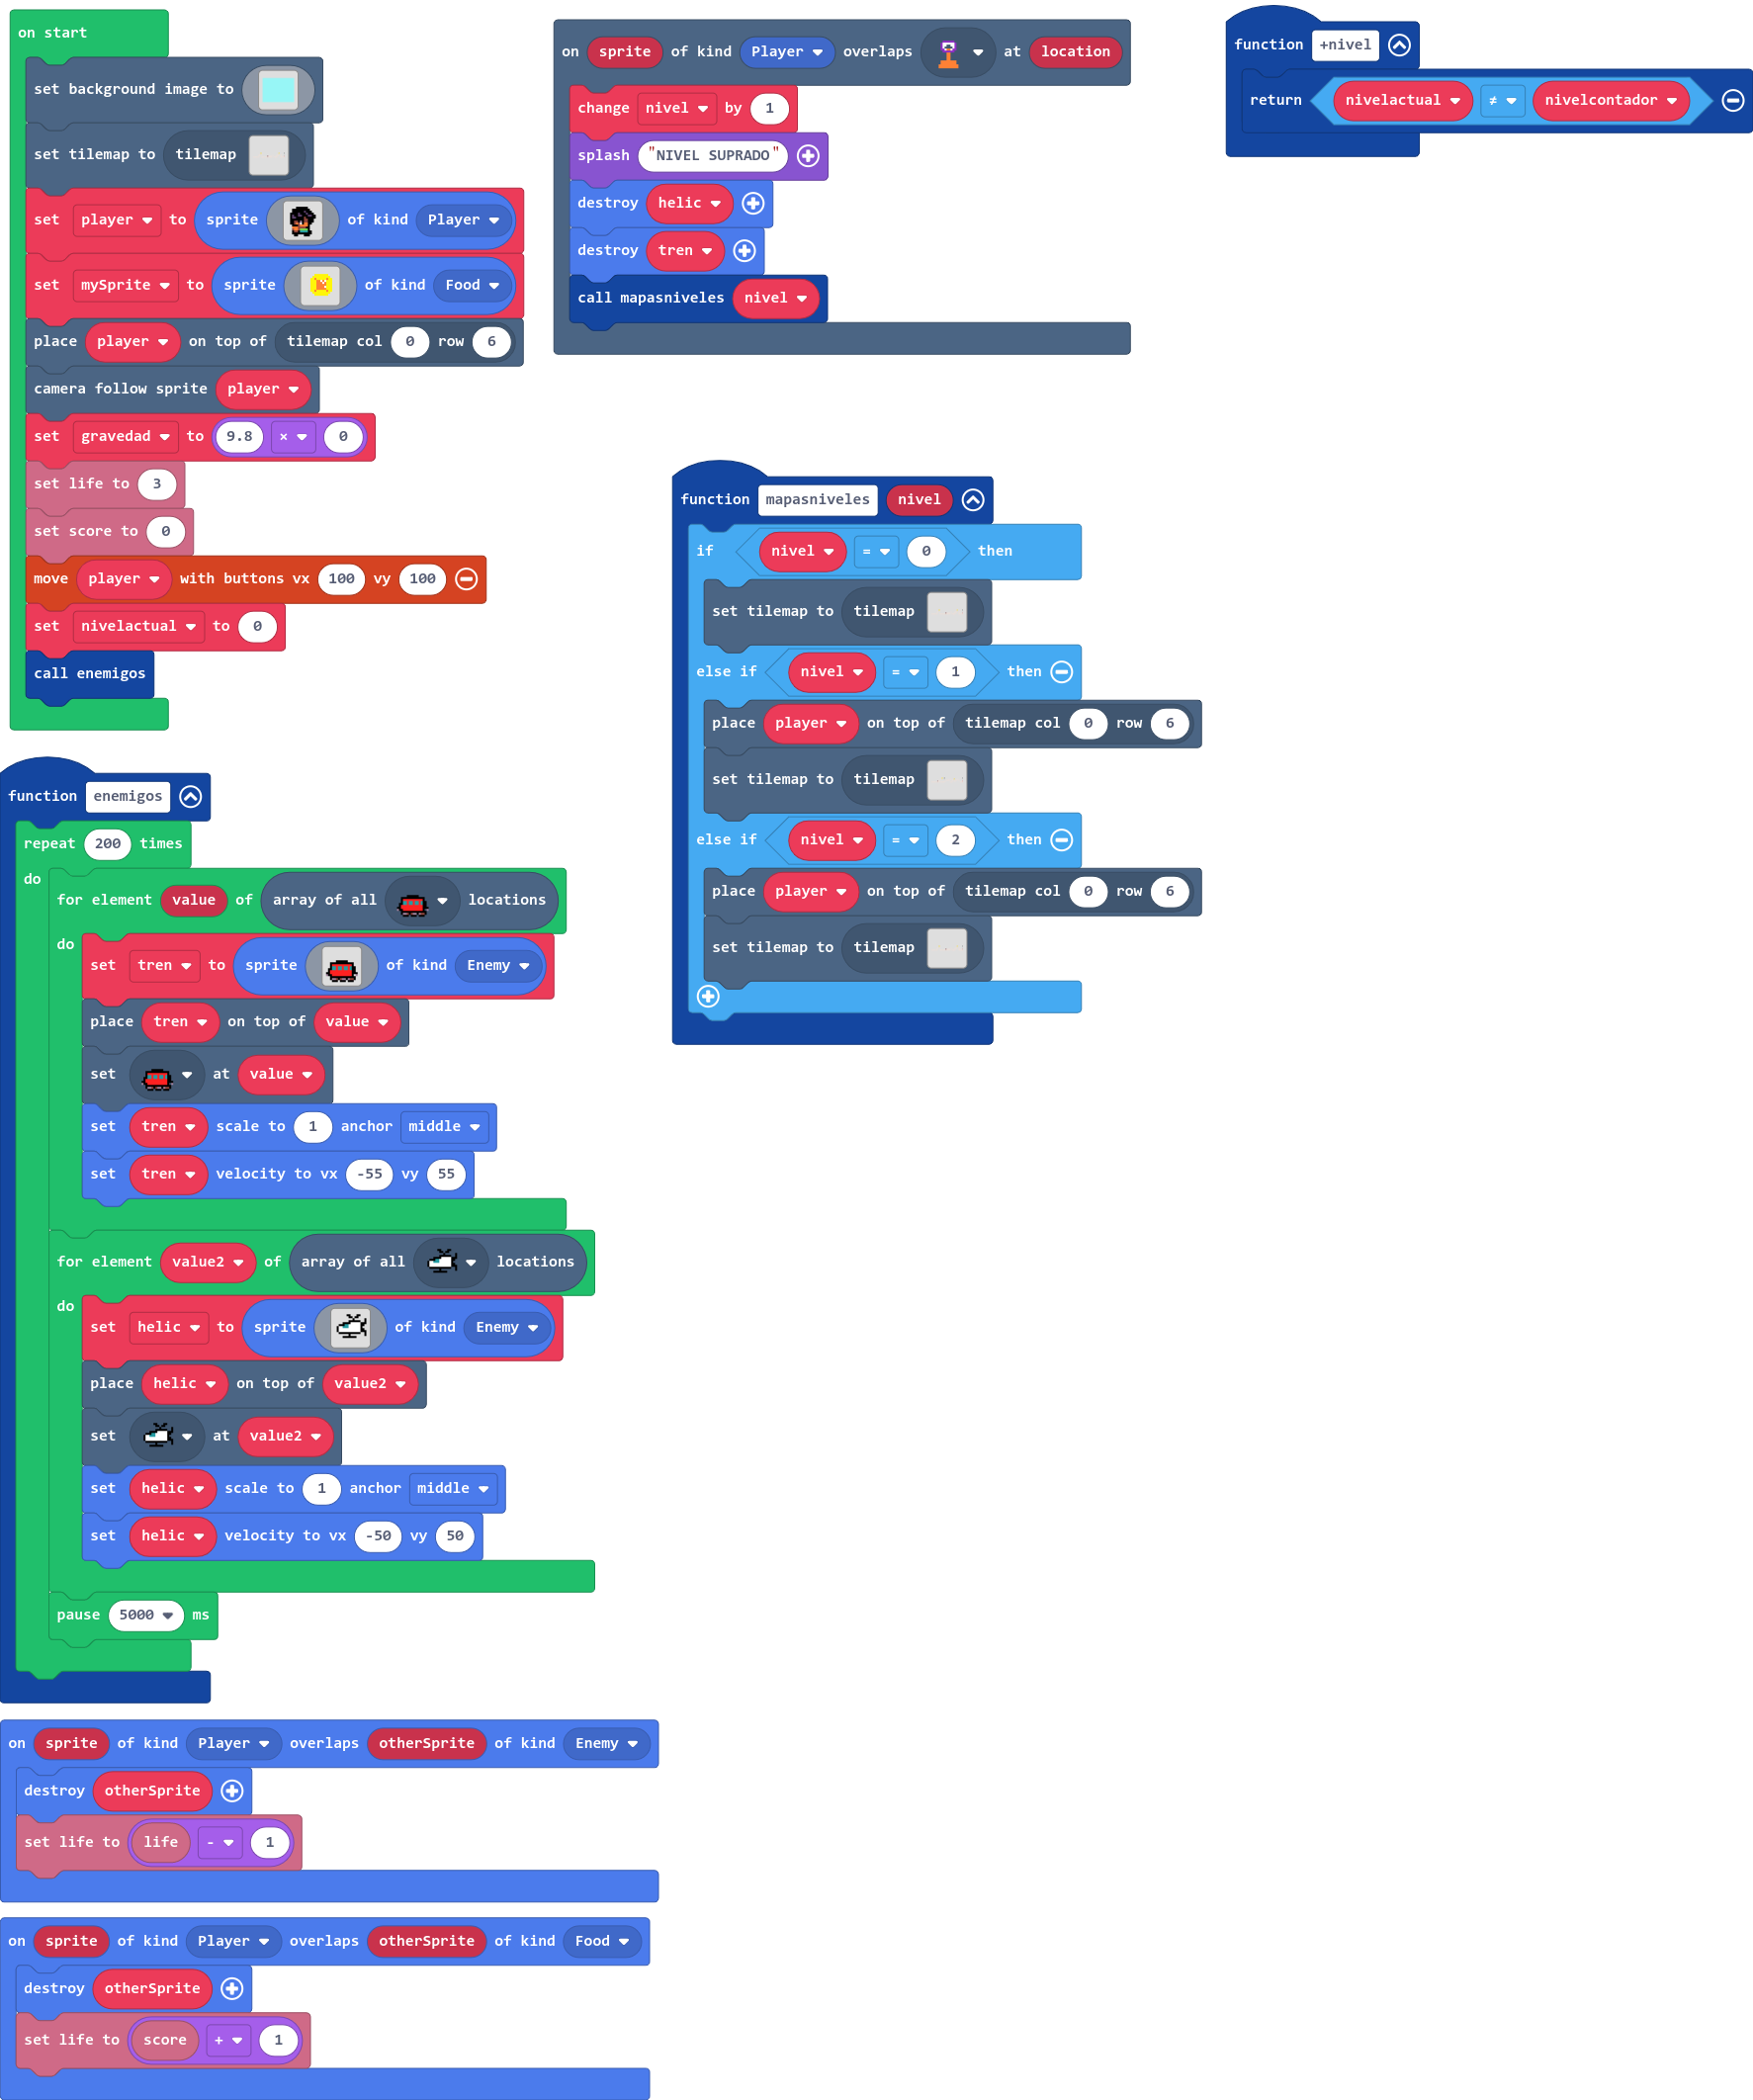 on start
set background image to
set tilemap to tilemap
set player to sprite of kind Player
set mySprite to sprite of kind Food
place player on top of tilemap col 0 row 6
camera follow sprite player
set gravedad to 9.8 × 0
set life to 3
set score to 0
move player with buttons vx 100 vy 100
set nivelactual to 0
call enemigos
on sprite of kind Player overlaps at location
change nivel by 1
splash "NIVEL SUPRADO"
destroy helic
destroy tren
call mapasniveles nivel
function +nivel
return nivelactual ≠ nivelcontador
function mapasniveles nivel
if nivel = 0 then
set tilemap to tilemap
else if nivel = 1 then
place player on top of tilemap col 0 row 6
set tilemap to tilemap
else if nivel = 2 then
place player on top of tilemap col 0 row 6
set tilemap to tilemap
function enemigos
repeat 200 times
do
for element value of array of all locations
do
set tren to sprite of kind Enemy
place tren on top of value
set at value
set tren scale to 1 anchor middle
set tren velocity to vx -55 vy 55
for element value2 of array of all locations
do
set helic to sprite of kind Enemy
place helic on top of value2
set at value2
set helic scale to 1 anchor middle
set helic velocity to vx -50 vy 50
pause 5000 ms
on sprite of kind Player overlaps otherSprite of kind Enemy
destroy otherSprite
set life to life - 1
on sprite of kind Player overlaps otherSprite of kind Food
destroy otherSprite
set life to score + 1